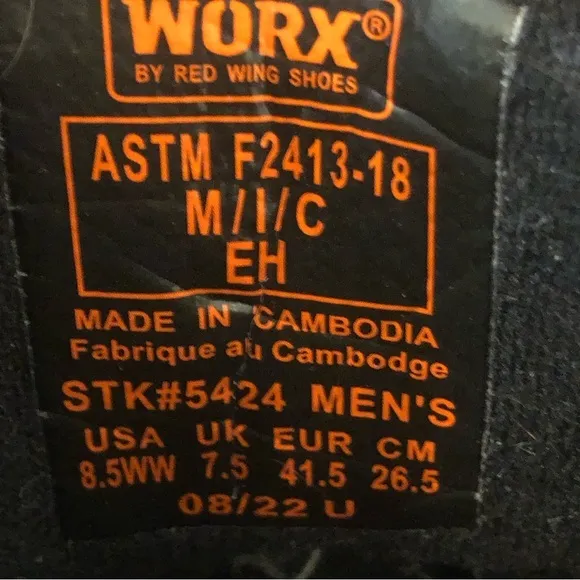 WORX®
BY RED WING SHOES
ASTM F2413-18
M/I/C
EH
MADE IN CAMBODIA
Fabrique au Cambodge
STK#5424 MEN'S
USA UK EUR CM
8.5WW 7.5 41.5 26.5
08/22 U